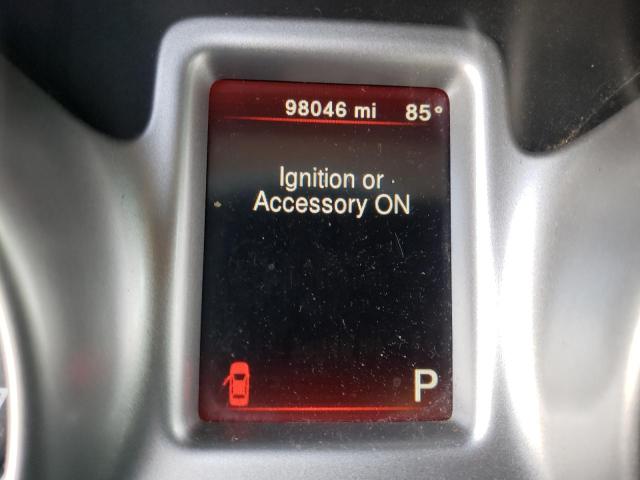 98046 mi 85°
Ignition or
Accessory ON
P